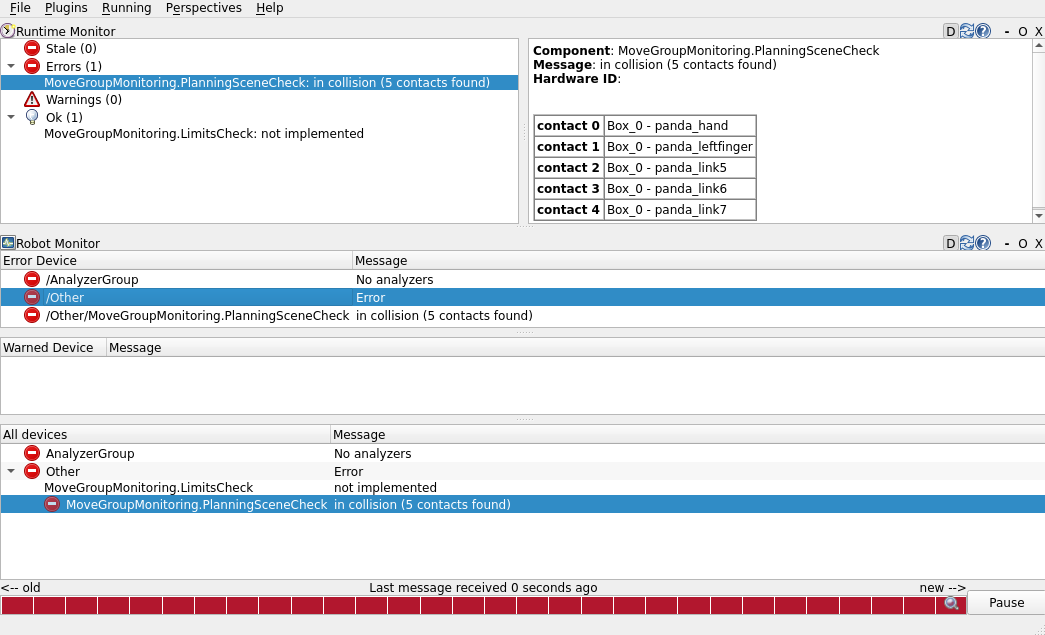 File Plugins Running Perspectives Help
Runtime Monitor D - O X
Stale (0)
Errors (1)
MoveGroupMonitoring.PlanningSceneCheck: in collision (5 contacts found)
Warnings (0)
Ok (1)
MoveGroupMonitoring.LimitsCheck: not implemented
Component: MoveGroupMonitoring.PlanningSceneCheck
Message: in collision (5 contacts found)
Hardware ID:
contact 0 Box_0 - panda_hand
contact 1 Box_0 - panda_leftfinger
contact 2 Box_0 - panda_link5
contact 3 Box_0 - panda_link6
contact 4 Box_0 - panda_link7
Robot Monitor D - O X
Error Device Message
/AnalyzerGroup No analyzers
/Other Error
/Other/MoveGroupMonitoring.PlanningSceneCheck in collision (5 contacts found)
Warned Device Message
All devices Message
AnalyzerGroup No analyzers
Other Error
MoveGroupMonitoring.LimitsCheck not implemented
MoveGroupMonitoring.PlanningSceneCheck in collision (5 contacts found)
<-- old Last message received 0 seconds ago new -->
Pause